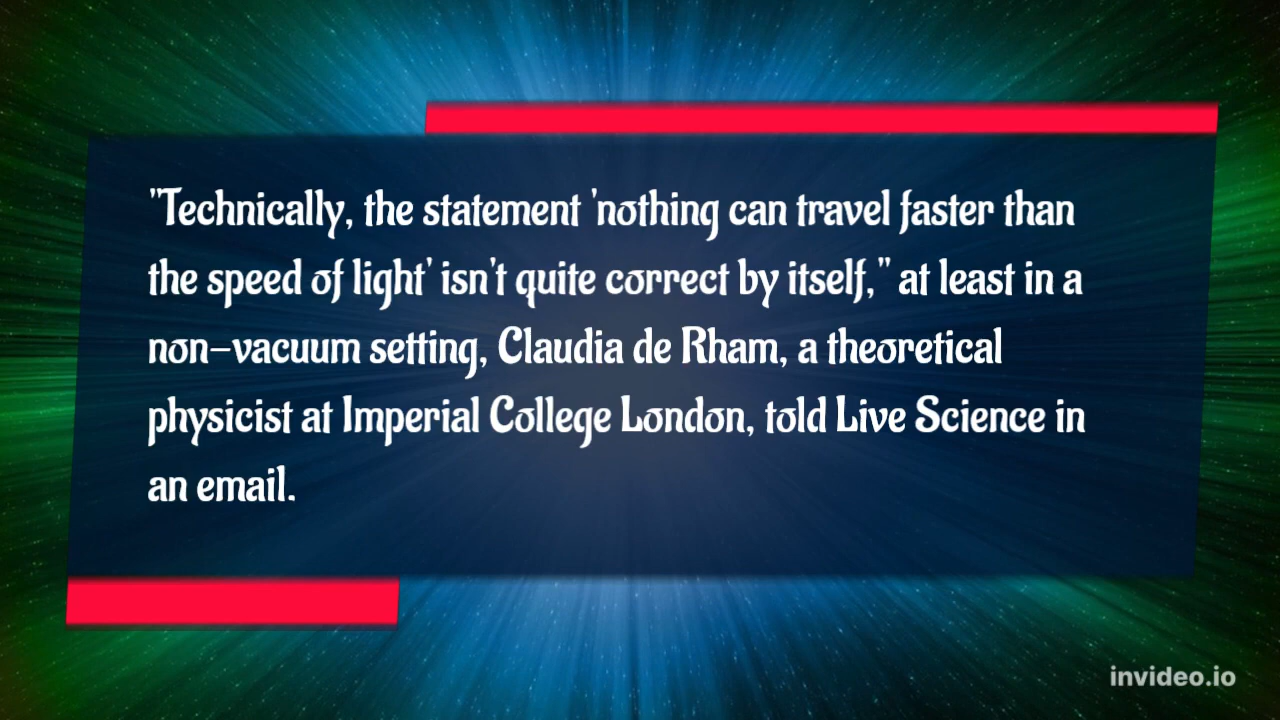 "Technically, the statement 'nothing can travel faster than
the speed of light' isn't quite correct by itself," at least in a
non-vacuum setting, Claudia de Rham, a theoretical
physicist at Imperial College London, told Live Science in
an email.
invideo.io